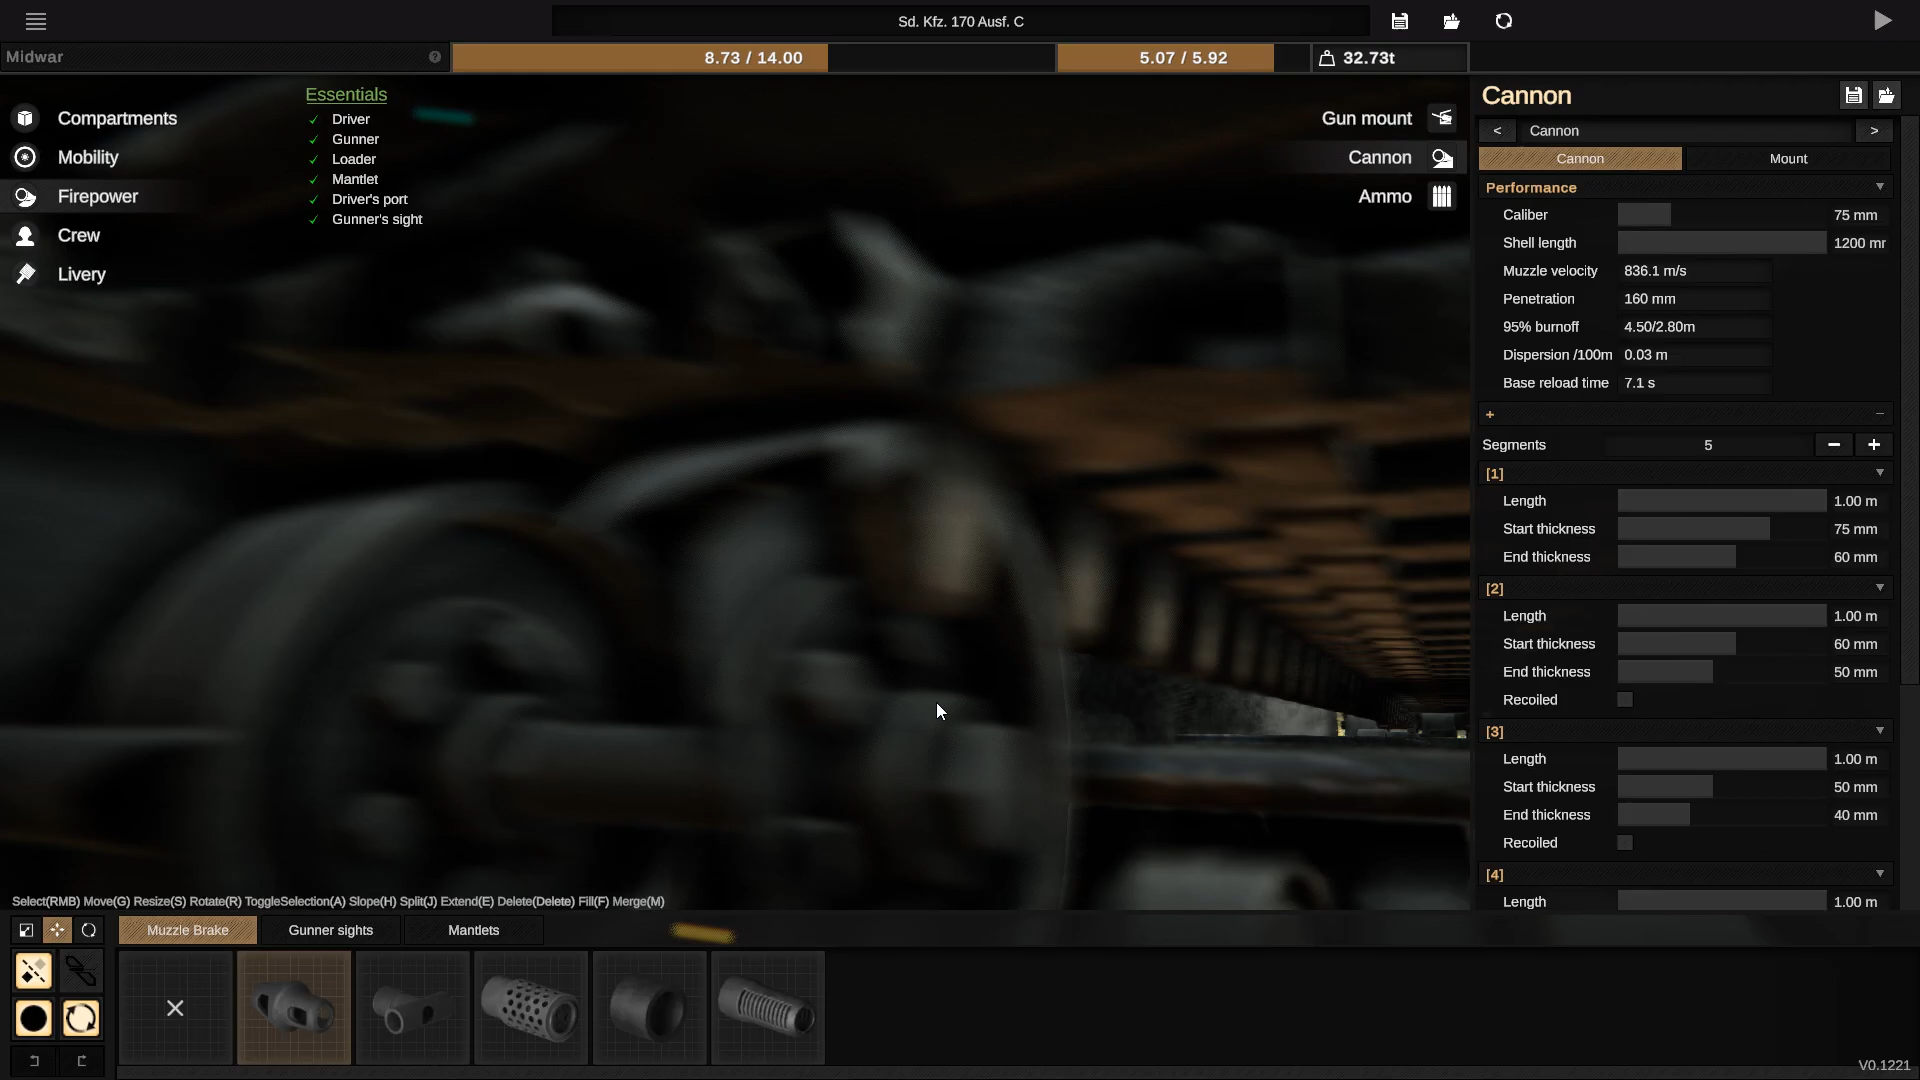 Sd. Kfz. 170 Ausf. C
Midwar
?
8.73 / 14.00
5.07 / 5.92
32.73t
Compartments
Mobility
Firepower
Crew
Livery
Essentials
✓ Driver
✓ Gunner
✓ Loader
✓ Mantlet
✓ Driver's port
✓ Gunner's sight
Gun mount
Cannon
Ammo
Cannon
< Cannon >
Cannon Mount
Performance
Caliber 75 mm
Shell length 1200 mr
Muzzle velocity 836.1 m/s
Penetration 160 mm
95% burnoff 4.50/2.80m
Dispersion /100m 0.03 m
Base reload time 7.1 s
+ −
Segments 5 − +
[1]
Length 1.00 m
Start thickness 75 mm
End thickness 60 mm
[2]
Length 1.00 m
Start thickness 60 mm
End thickness 50 mm
Recoiled
[3]
Length 1.00 m
Start thickness 50 mm
End thickness 40 mm
Recoiled
[4]
Length 1.00 m
Select(RMB) Move(G) Resize(S) Rotate(R) ToggleSelection(A) Slope(H) Split(J) Extend(E) Delete(Delete) Fill(F) Merge(M)
Muzzle Brake Gunner sights Mantlets
V0.1221